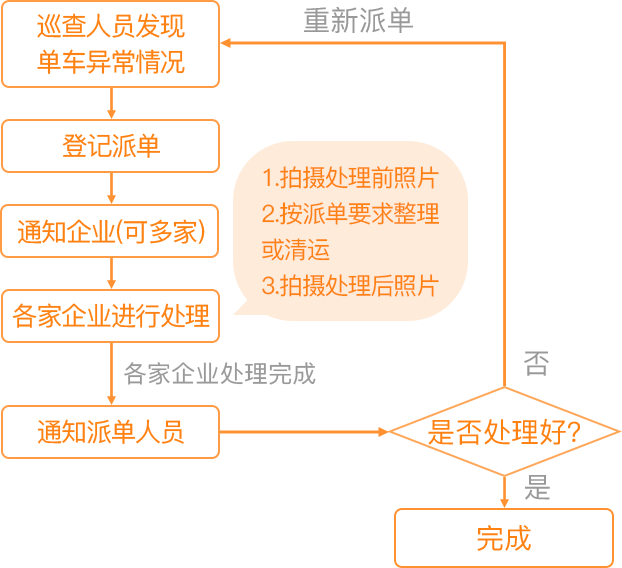 重新派单
巡查人员发现
单车异常情况
登记派单
通知企业(可多家)
1.拍摄处理前照片
2.按派单要求整理
或清运
3.拍摄处理后照片
各家企业进行处理
各家企业处理完成
否
通知派单人员
是否处理好?
是
完成